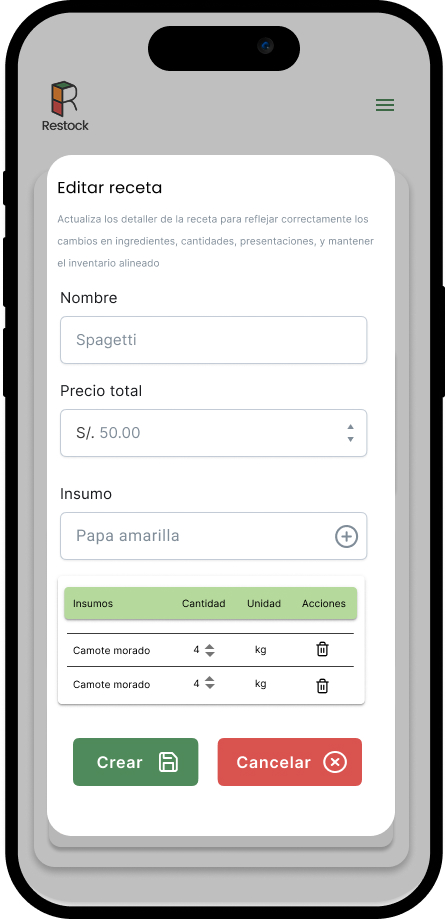 Restock
Editar receta
Actualiza los detaller de la receta para reflejar correctamente los
cambios en ingredientes, cantidades, presentaciones, y mantener
el inventario alineado
Nombre
Spagetti
Precio total
S/. 50.00
Insumo
Papa amarilla
Insumos Cantidad Unidad Acciones
Camote morado 4 kg
Camote morado 4 kg
Crear Cancelar